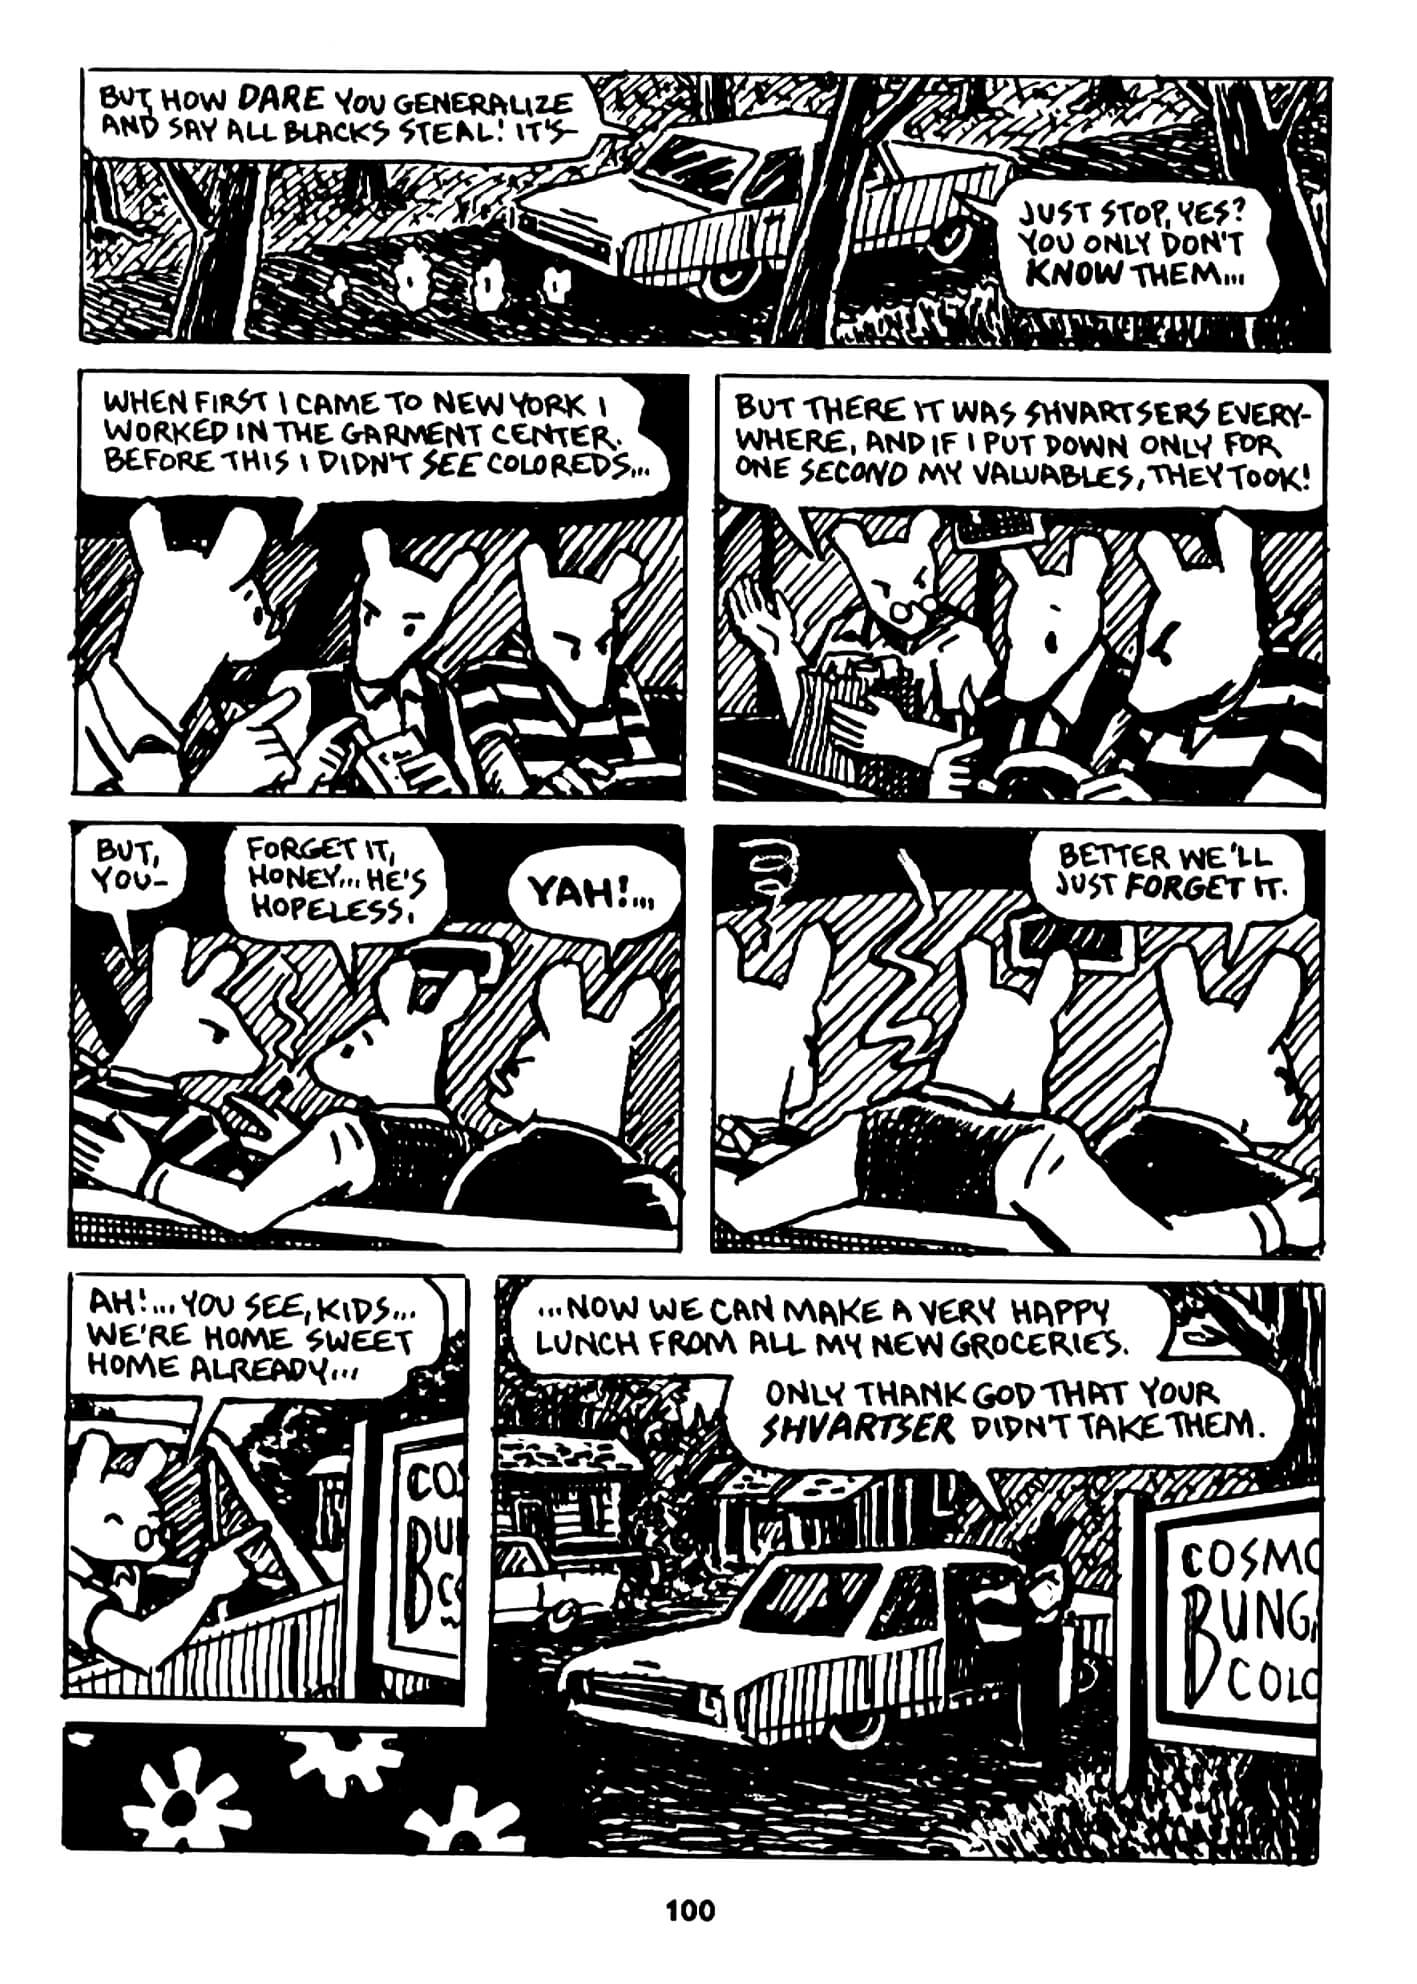 BUT, HOW DARE YOU GENERALIZE
AND SAY ALL BLACKS STEAL! IT'S-
JUST STOP, YES?
YOU ONLY DON'T
KNOW THEM...
WHEN FIRST I CAME TO NEW YORK I
WORKED IN THE GARMENT CENTER.
BEFORE THIS I DIDN'T SEE COLOREDS...
BUT THERE IT WAS SHVARTSERS EVERY-
WHERE, AND IF I PUT DOWN ONLY FOR
ONE SECOND MY VALUABLES, THEY TOOK!
BUT,
YOU-
FORGET IT,
HONEY... HE'S
HOPELESS.
YAH!...
BETTER WE'LL
JUST FORGET IT.
AH!... YOU SEE, KIDS...
WE'RE HOME SWEET
HOME ALREADY...
CO
BU
CO
...NOW WE CAN MAKE A VERY HAPPY
LUNCH FROM ALL MY NEW GROCERIES.
ONLY THANK GOD THAT YOUR
SHVARTSER DIDN'T TAKE THEM.
COSMO
BUNGA
COLO
100